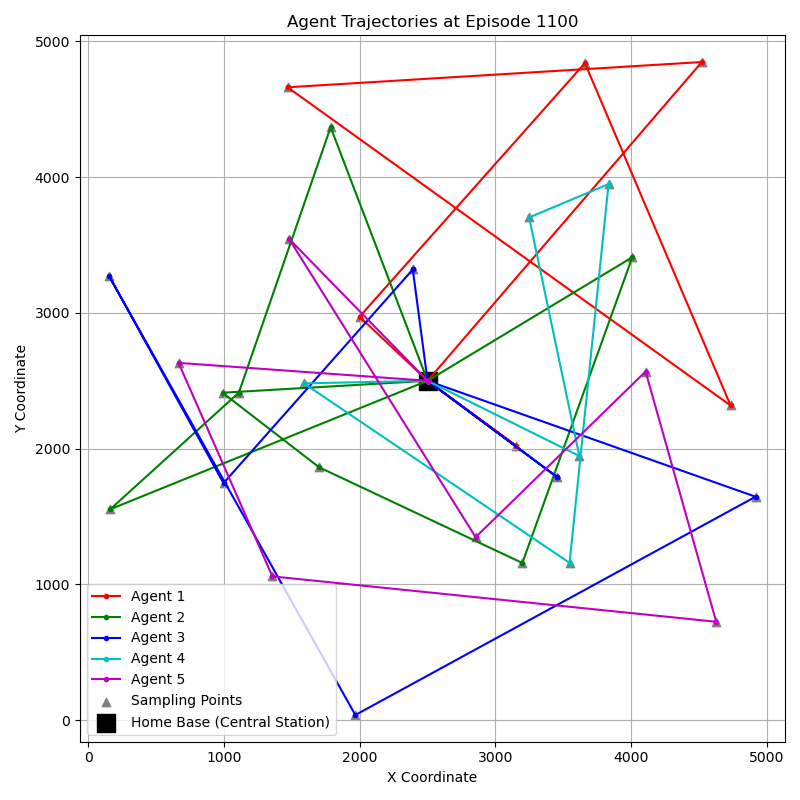 Agent Trajectories at Episode 1100
5000
4000
3000
2000
1000
0
Y Coordinate
Agent 1
Agent 2
Agent 3
Agent 4
Agent 5
Sampling Points
Home Base (Central Station)
0 1000 2000 3000 4000 5000
X Coordinate